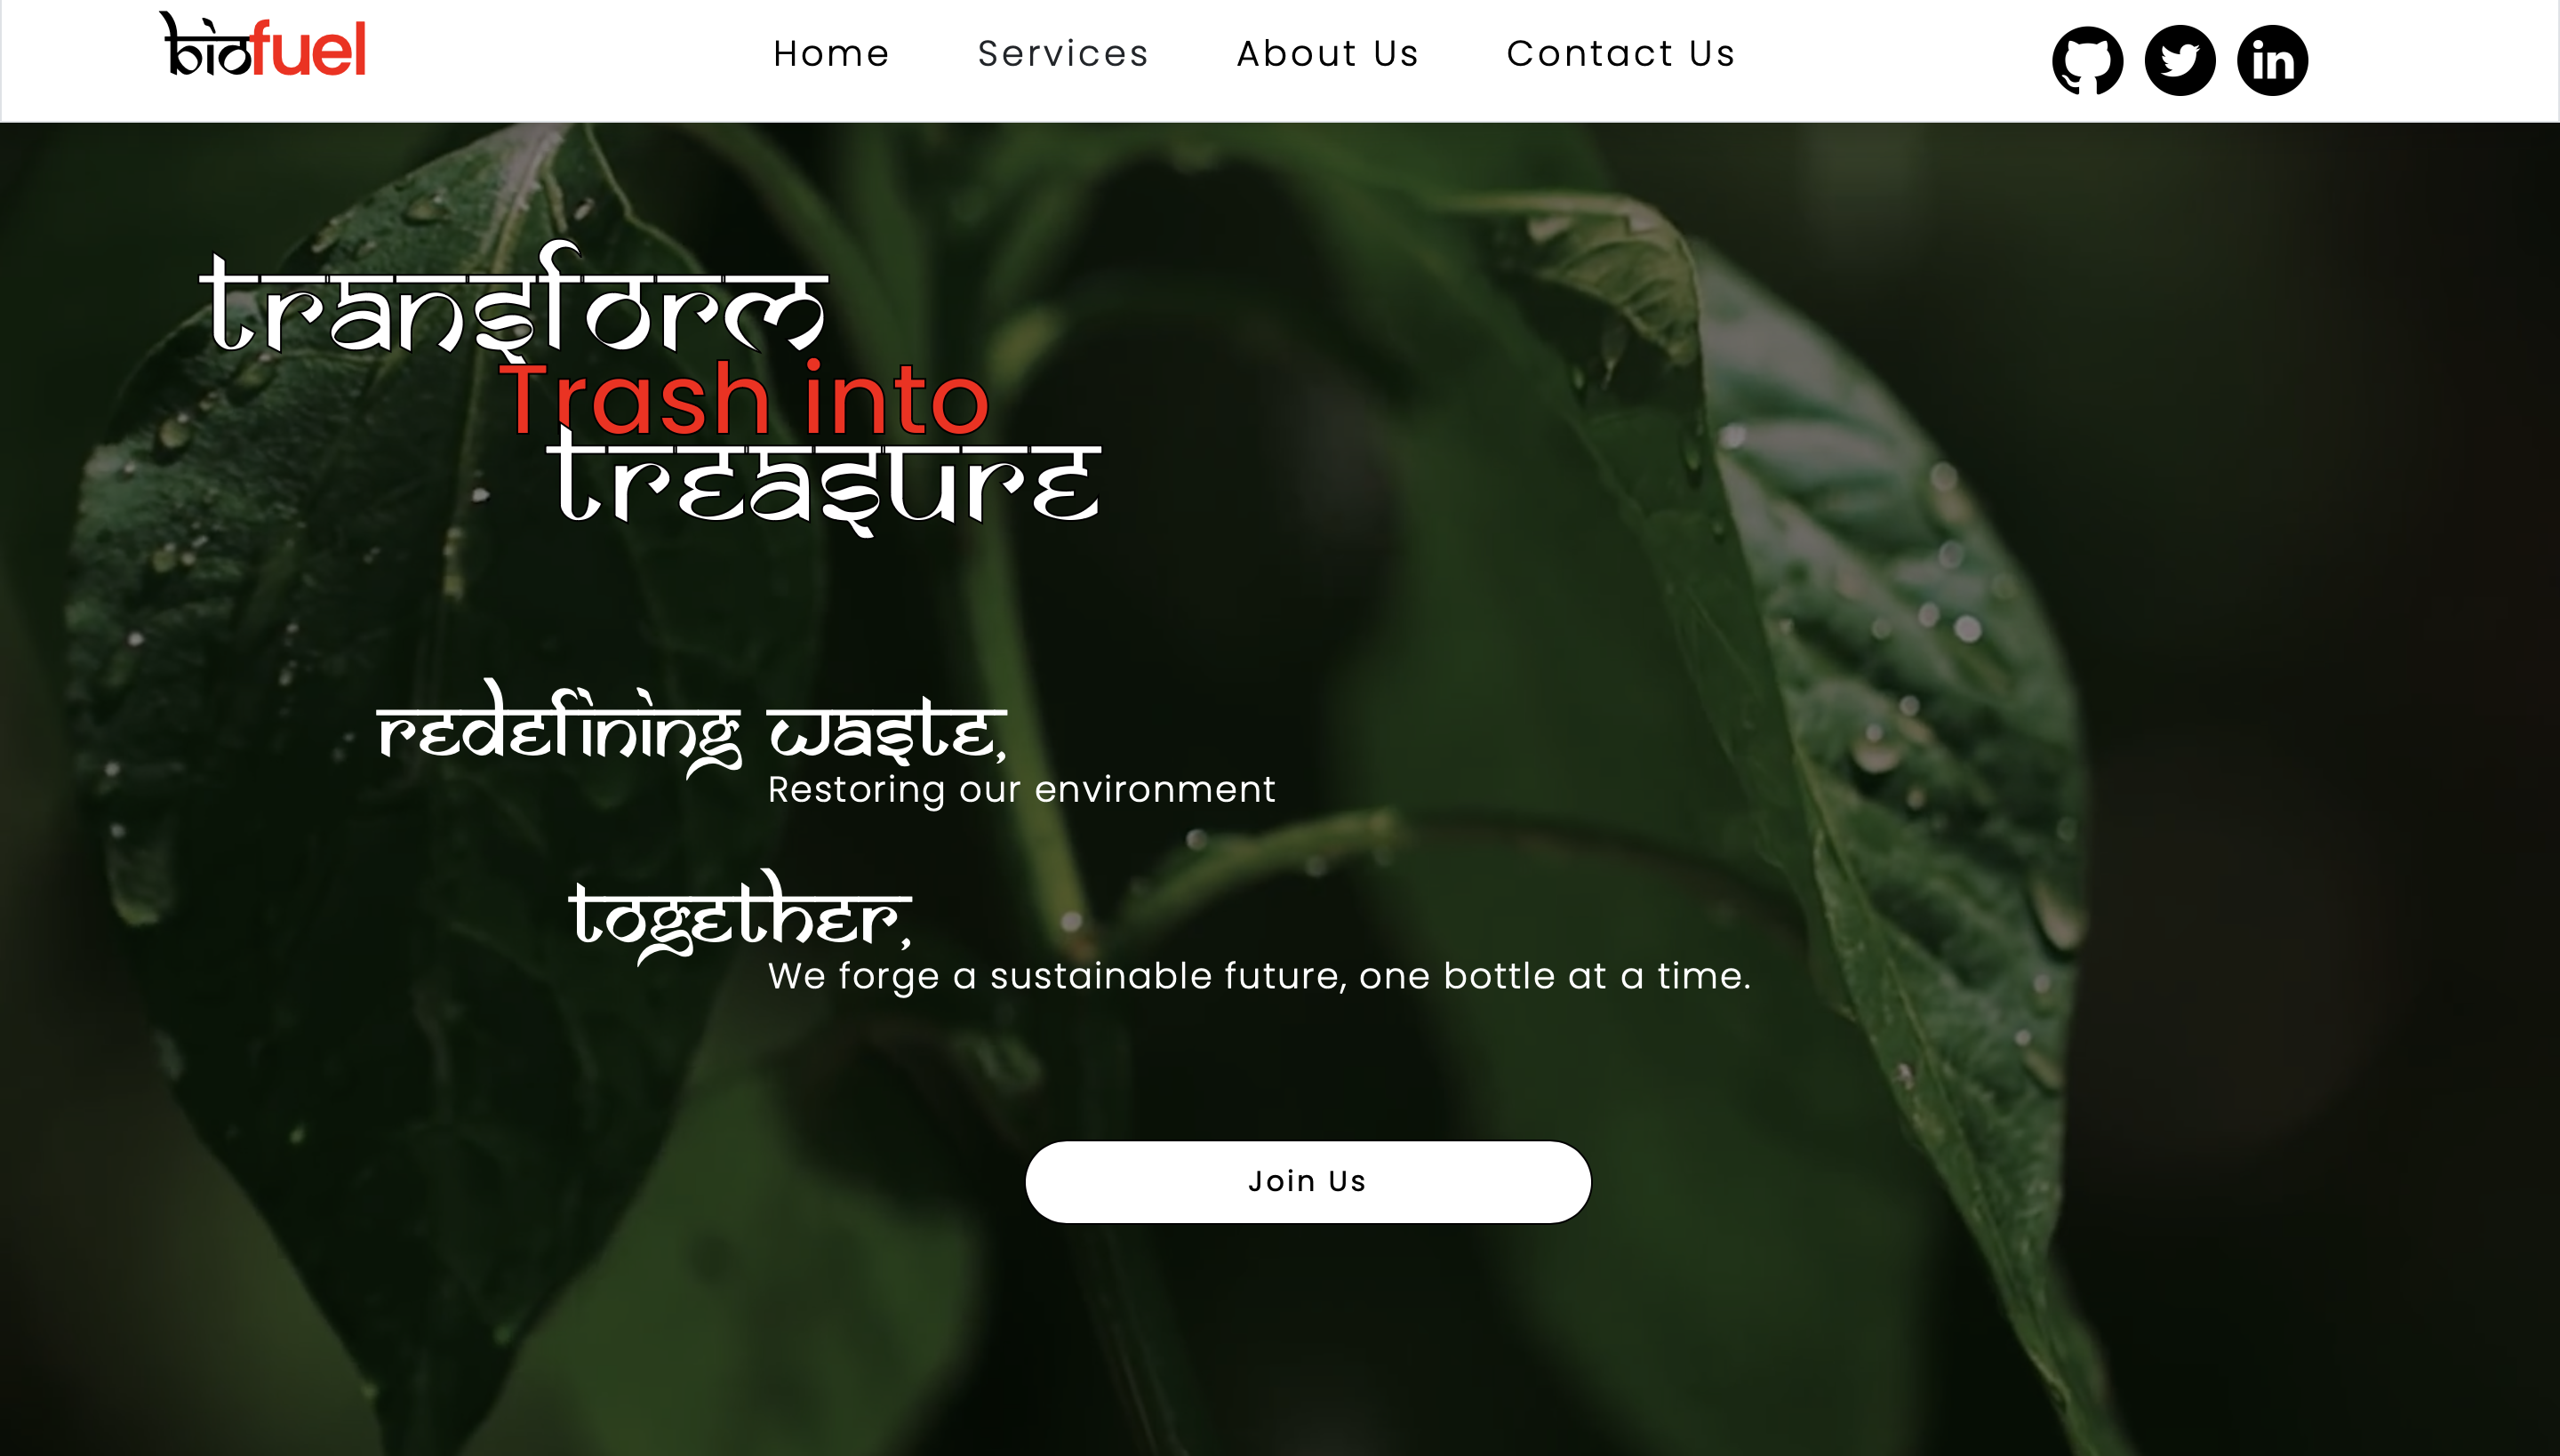 biofuel
Home Services About Us Contact Us
in
transform
Trash into
treasure
redefining waste,
Restoring our environment
together,
We forge a sustainable future, one bottle at a time.
Join Us